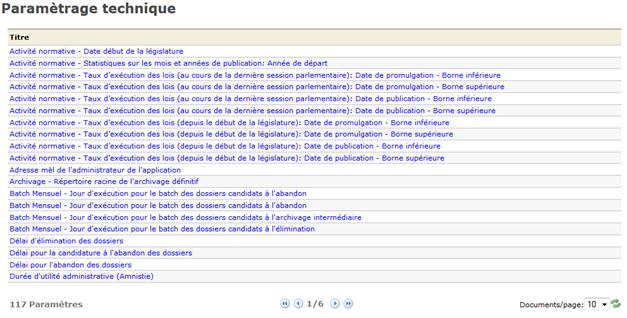 Paramètrage technique
Titre
Activité normative - Date début de la législature
Activité normative - Statistiques sur les mois et années de publication: Année de départ
Activité normative - Taux d'exécution des lois (au cours de la dernière session parlementaire): Date de promulgation - Borne inférieure
Activité normative - Taux d'exécution des lois (au cours de la dernière session parlementaire): Date de promulgation - Borne supérieure
Activité normative - Taux d'exécution des lois (au cours de la dernière session parlementaire): Date de publication - Borne inférieure
Activité normative - Taux d'exécution des lois (au cours de la dernière session parlementaire): Date de publication - Borne supérieure
Activité normative - Taux d'exécution des lois (depuis le début de la législature): Date de promulgation - Borne inférieure
Activité normative - Taux d'exécution des lois (depuis le début de la législature): Date de promulgation - Borne supérieure
Activité normative - Taux d'exécution des lois (depuis le début de la législature): Date de publication - Borne inférieure
Activité normative - Taux d'exécution des lois (depuis le début de la législature): Date de publication - Borne supérieure
Adresse mèl de l'administrateur de l'application
Archivage - Répertoire racine de l'archivage définitif
Batch Mensuel - Jour d'exécution pour le batch des dossiers candidats à l'abandon
Batch Mensuel - Jour d'exécution pour le batch des dossiers candidats à l'abandon
Batch Mensuel - Jour d'exécution pour le batch des dossiers candidats à l'archivage intermédiaire
Batch Mensuel - Jour d'exécution pour le batch des dossiers candidats à l'élimination
Délai d'élimination des dossiers
Délai pour la candidature à l'abandon des dossiers
Délai pour l'abandon des dossiers
Durée d'utilité administrative (Amnistie)
117 Paramètres 1/6 Documents/page: 10